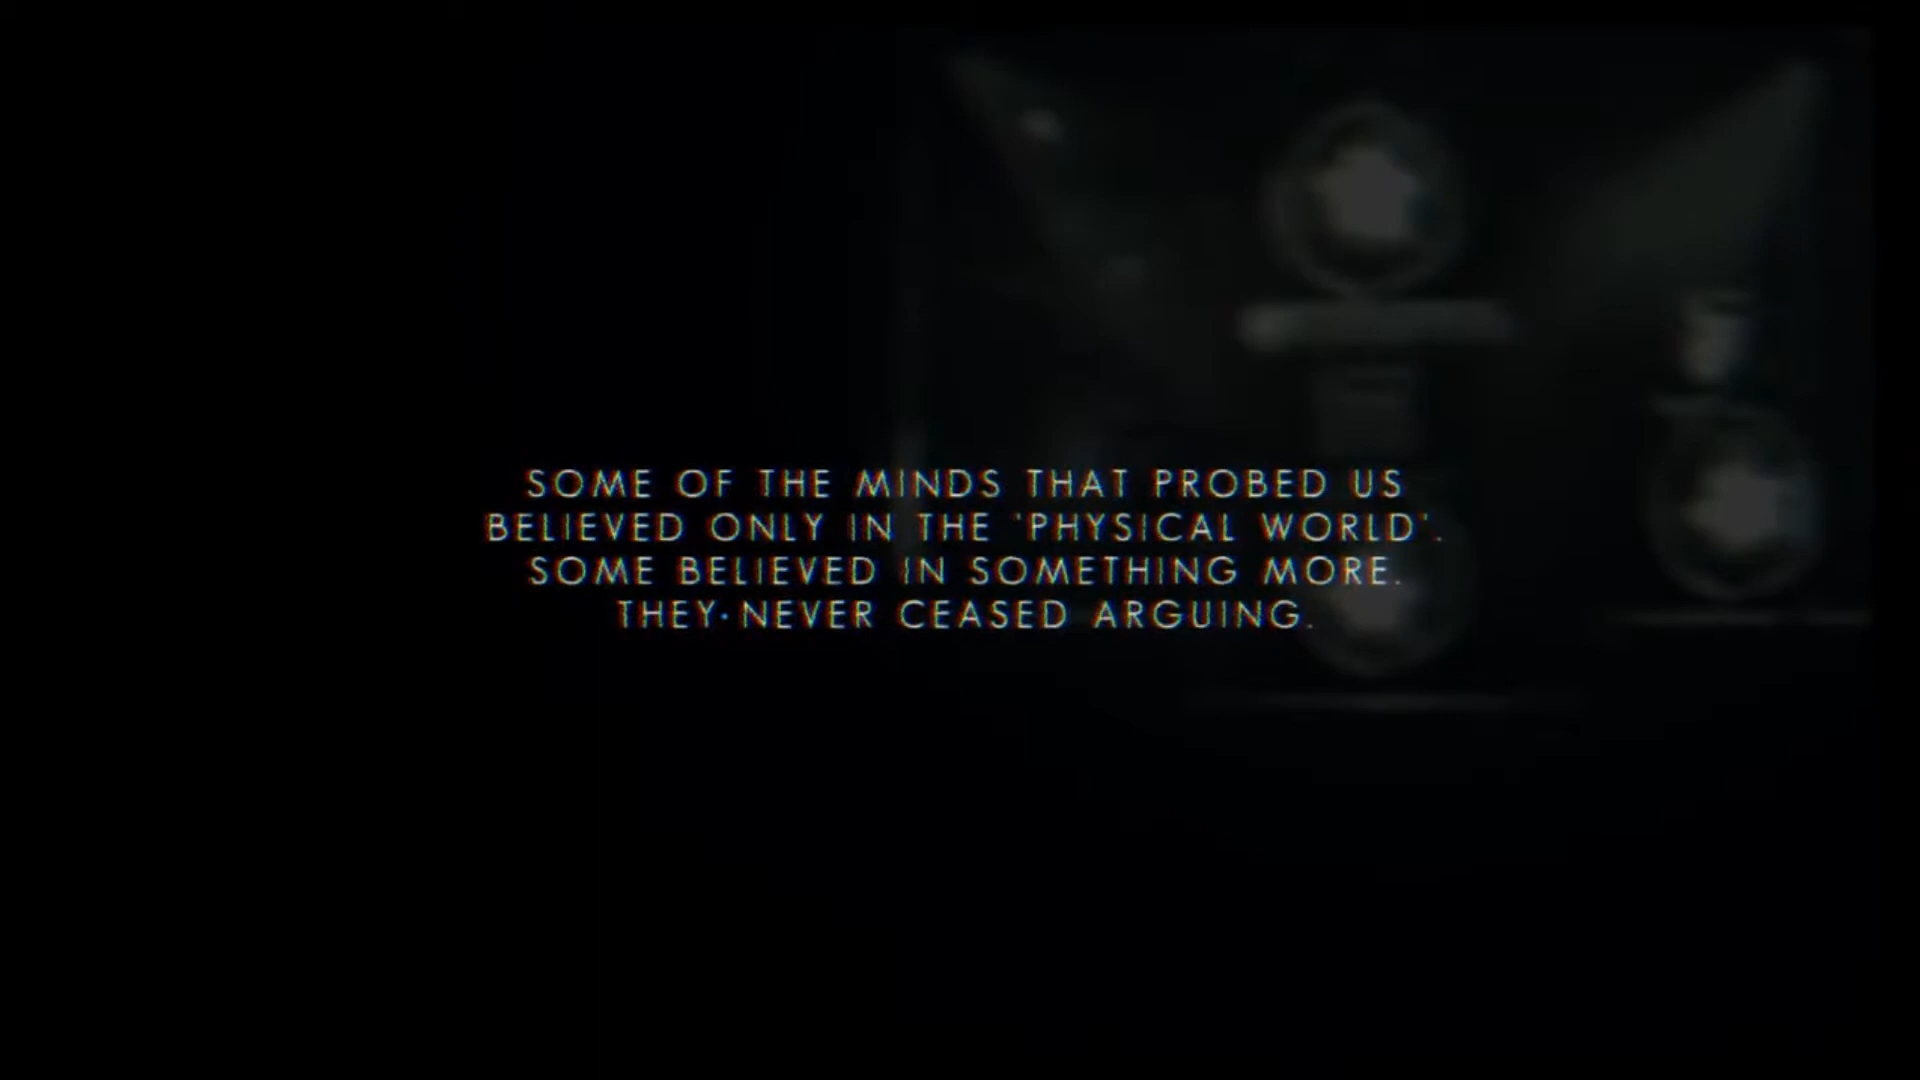 SOME OF THE MINDS THAT PROBED US
BELIEVED ONLY IN THE 'PHYSICAL WORLD'.
SOME BELIEVED IN SOMETHING MORE.
THEY NEVER CEASED ARGUING.